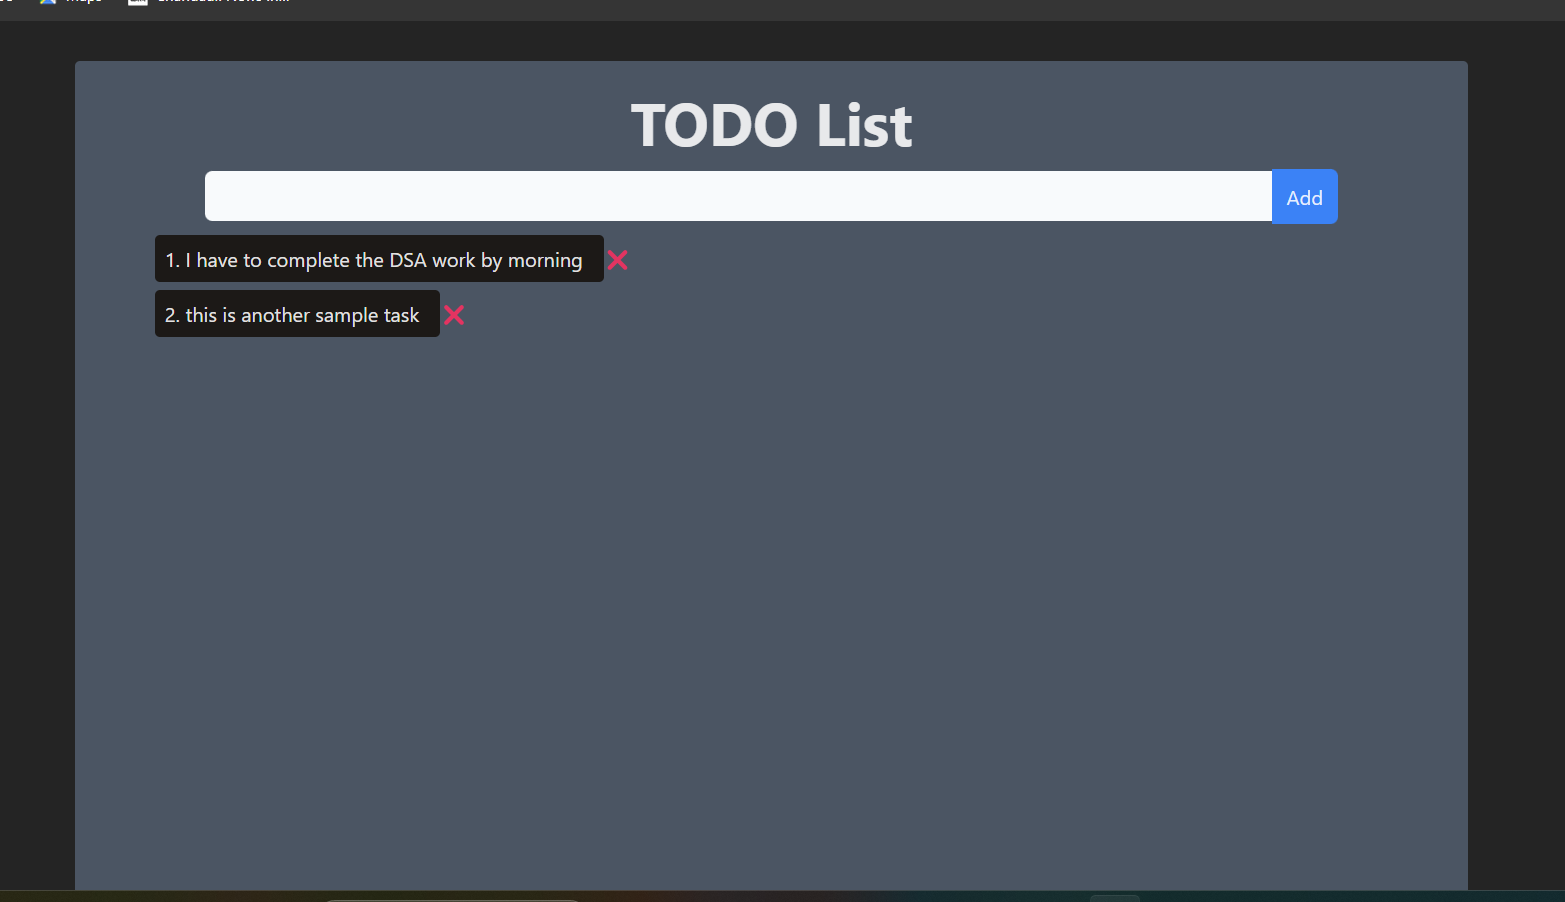 TODO List
Add
1. I have to complete the DSA work by morning
2. this is another sample task